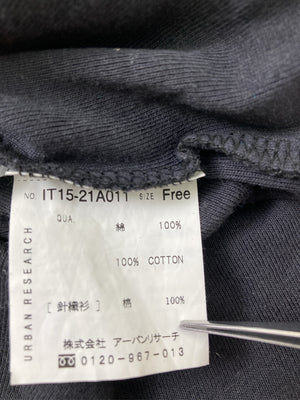 NO. IT15-21A011 SIZE Free
QUA. 綿 100%
100% COTTON
[ 針織衫 ] 棉 100%
株式会社 アーバンリサーチ
0120-967-013
URBAN RESEARCH